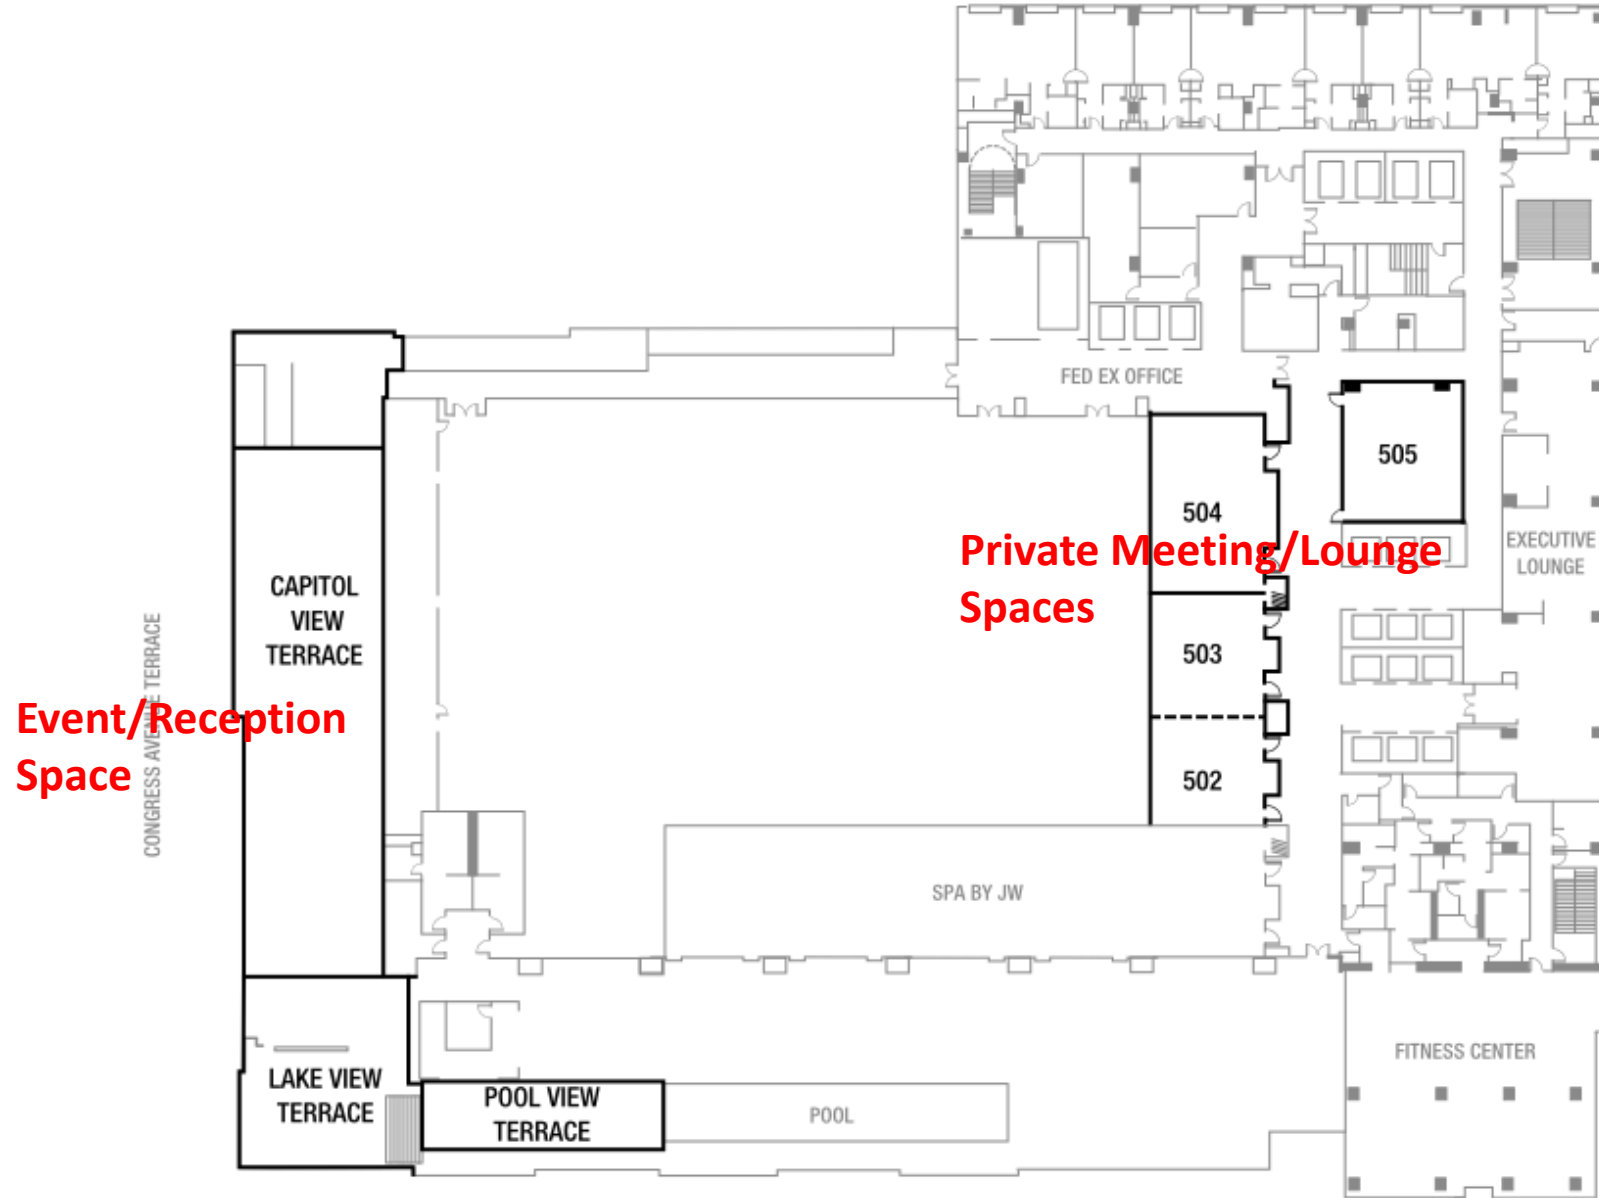 FED EX OFFICE
505
504
Private Meeting/Lounge
Spaces
EXECUTIVE
LOUNGE
CAPITOL
VIEW
TERRACE
503
CONGRESS AVENUE TERRACE
Event/Reception
Space
502
SPA BY JW
FITNESS CENTER
LAKE VIEW
TERRACE
POOL VIEW
TERRACE
POOL